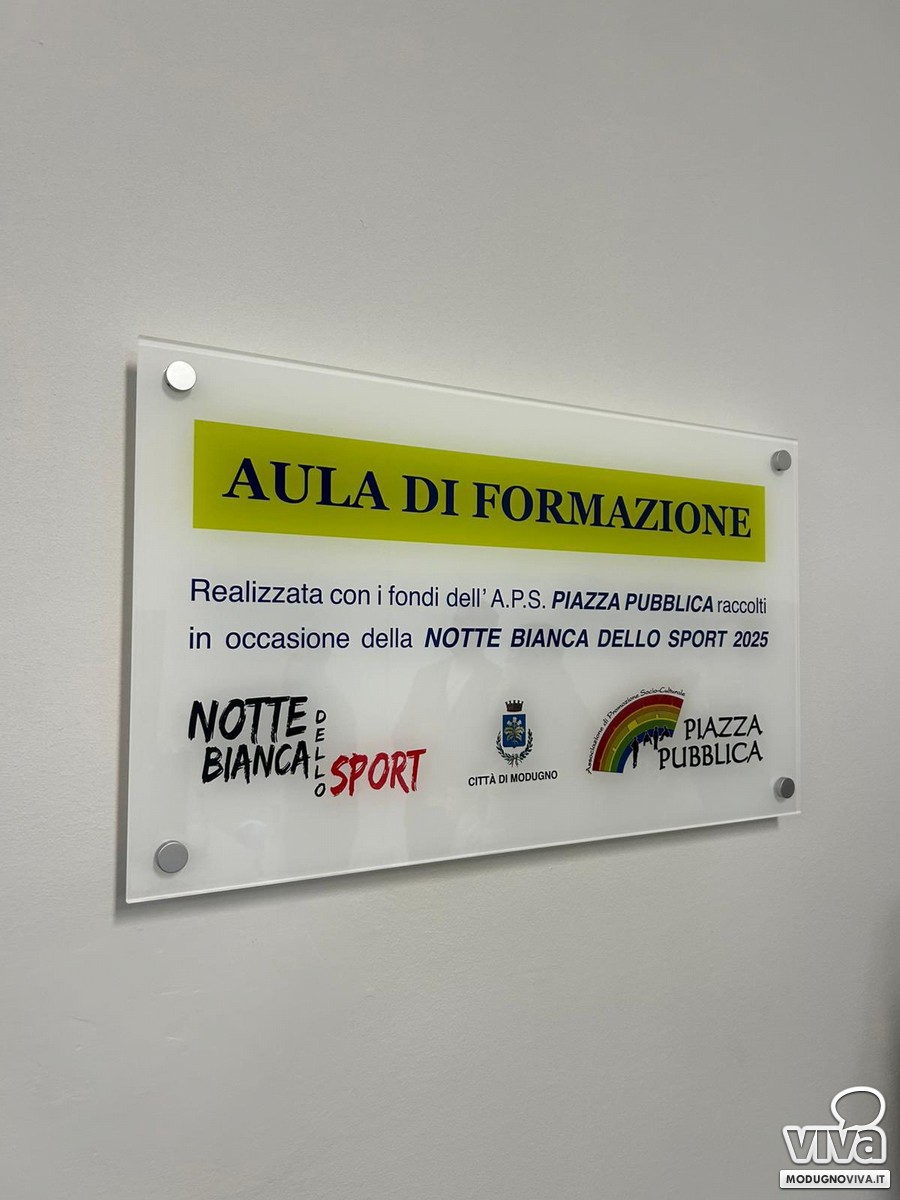 AULA DI FORMAZIONE
Realizzata con i fondi dell' A.P.S. PIAZZA PUBBLICA raccolti
in occasione della NOTTE BIANCA DELLO SPORT 2025
NOTTE
BIANCA
DELLO
SPORT
CITTÀ DI MODUGNO
Associazione di Promozione Socio-Culturale
PIAZZA
PUBBLICA
viva
MODUGNOVIVA.IT